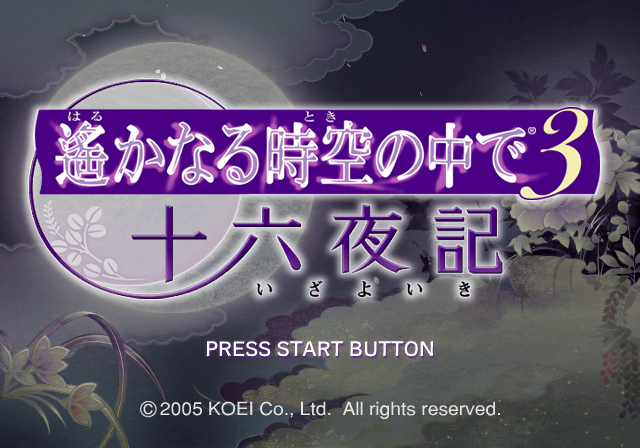 はる とき
遙かなる時空の中で®3
十六夜記
いざよいき
PRESS START BUTTON
©2005 KOEI Co., Ltd. All rights reserved.